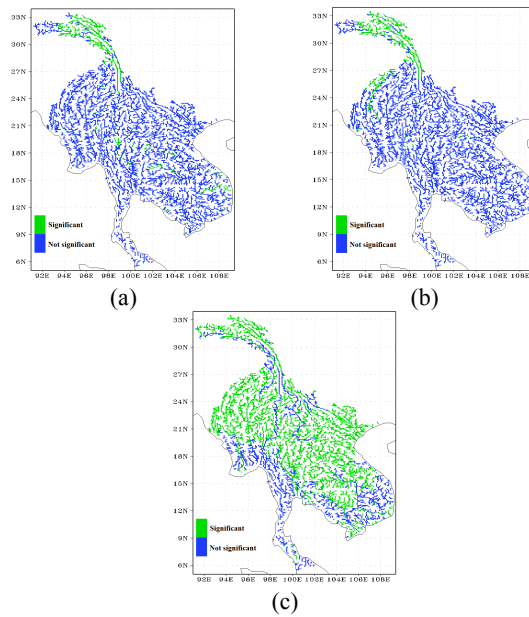 33N
30N
27N
24N
21N
18N
15N
12N
Significant
9N
Not significant
6N
92E 94E 96E 98E 100E 102E 104E 106E 108E
(a)
33N
30N
27N
24N
21N
18N
15N
12N
Significant
9N
Not significant
6N
92E 94E 96E 98E 100E 102E 104E 106E 108E
(b)
33N
30N
27N
24N
21N
18N
15N
12N
Significant
9N
Not significant
6N
92E 94E 96E 98E 100E 102E 104E 106E 108E
(c)